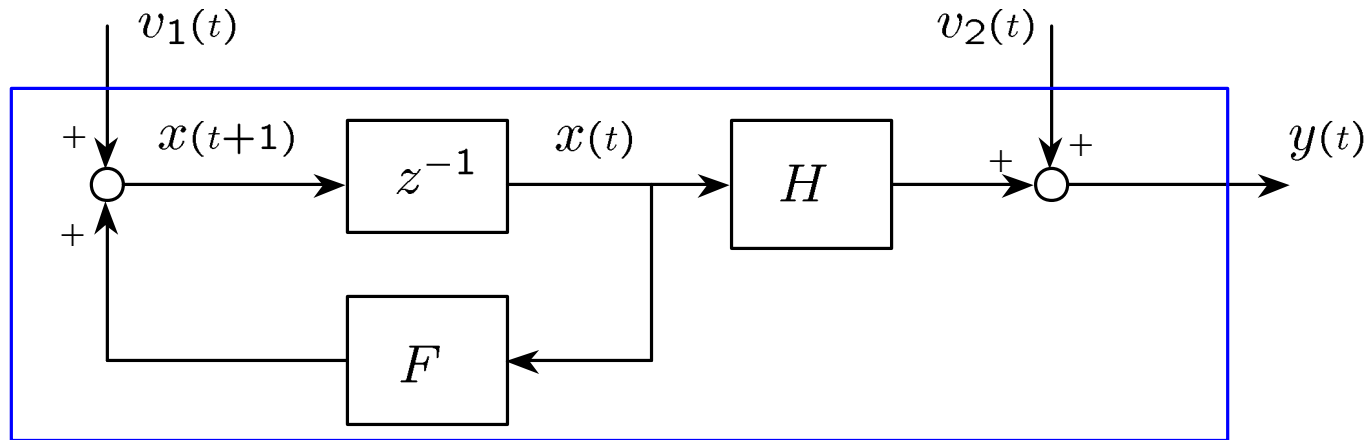 v₁(t)
v₂(t)
+
x(t+1)
z⁻¹
x(t)
H
+
+
y(t)
+
F